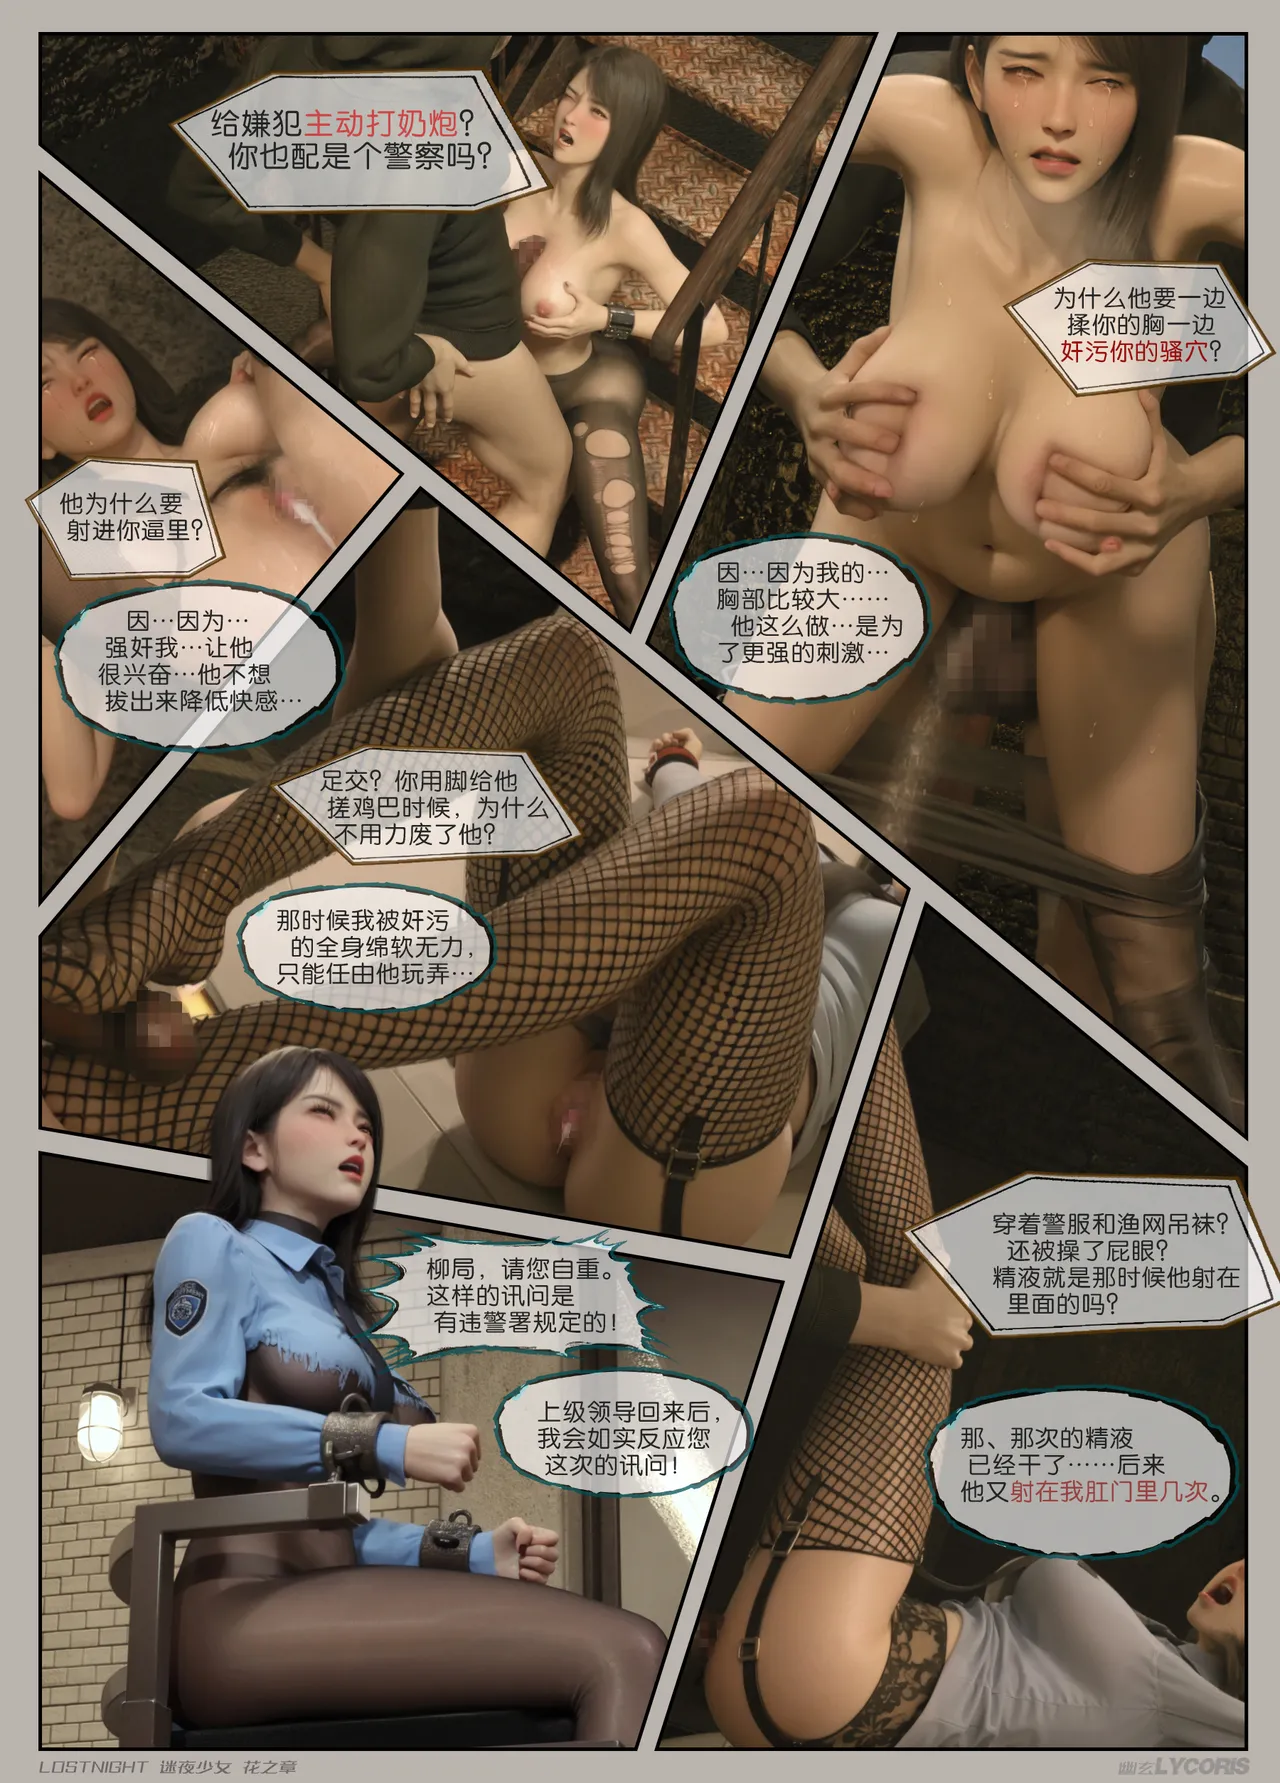 给嫌犯主动打奶炮？
你也配是个警察吗？
为什么他要一边
揉你的胸一边
奸污你的骚穴？
因…因为我的…
胸部比较大……
他这么做…是为
了更强的刺激…
他为什么要
射进你逼里？
因…因为…
强奸我…让他
很兴奋…他不想
拔出来降低快感…
足交？你用脚给他
搓鸡巴时候，为什么
不用力废了他？
那时候我被奸污
的全身绵软无力，
只能任由他玩弄…
穿着警服和渔网吊袜？
还被操了屁眼？
精液就是那时候他射在
里面的吗？
那、那次的精液
已经干了……后来
他又射在我肛门里几次。
柳局，请您自重。
这样的讯问是
有违警署规定的！
上级领导回来后，
我会如实反应您
这次的讯问！
LOSTNIGHT 迷夜少女 花之章
幽玄LYCORIS